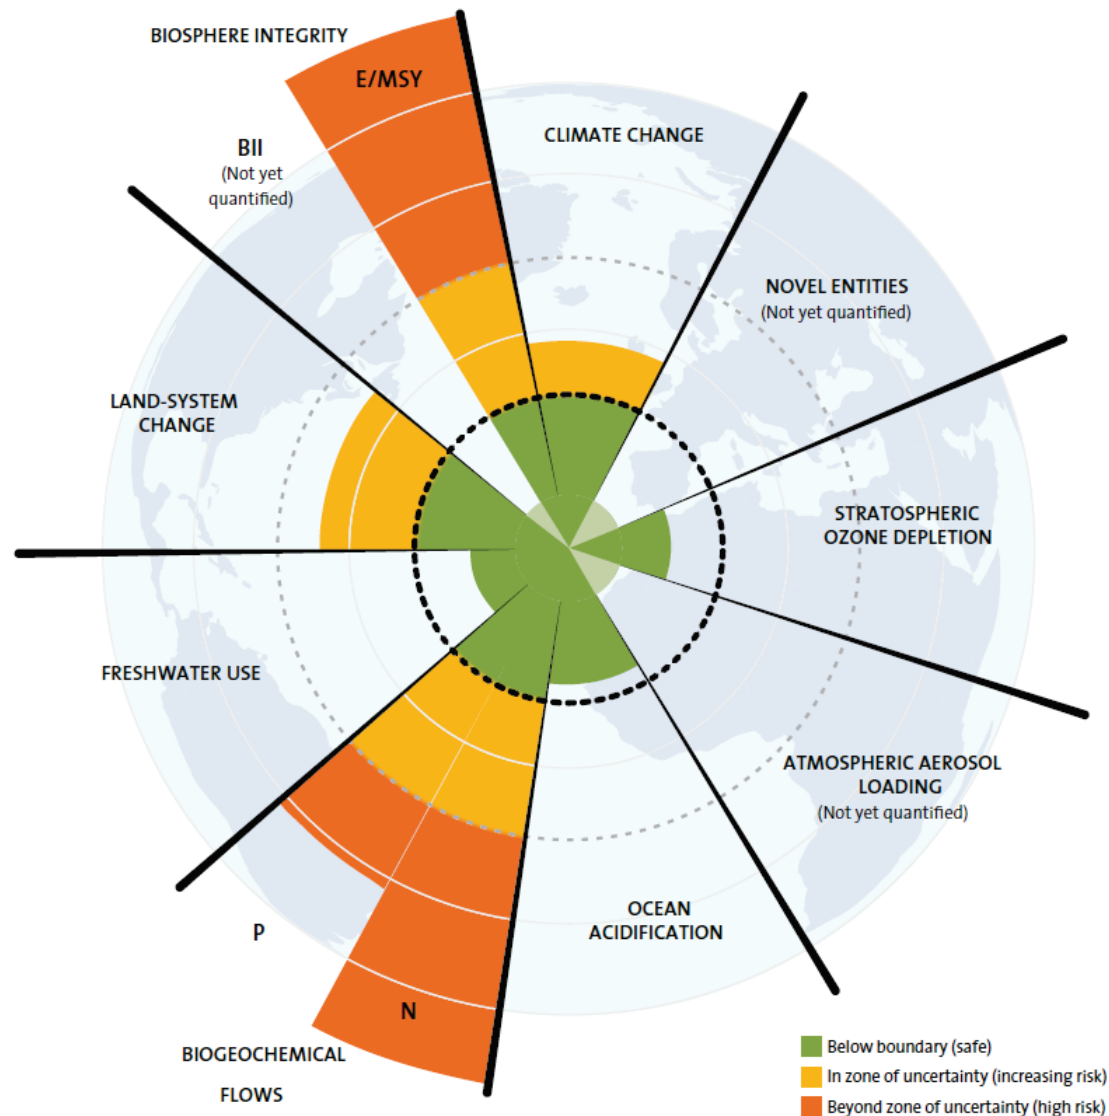 BIOSPHERE INTEGRITY
E/MSY
BII
(Not yet
quantified)
CLIMATE CHANGE
NOVEL ENTITIES
(Not yet quantified)
LAND-SYSTEM
CHANGE
STRATOSPHERIC
OZONE DEPLETION
FRESHWATER USE
ATMOSPHERIC AEROSOL
LOADING
(Not yet quantified)
OCEAN
ACIDIFICATION
P
N
BIOGEOCHEMICAL
FLOWS
Below boundary (safe)
In zone of uncertainty (increasing risk)
Beyond zone of uncertainty (high risk)